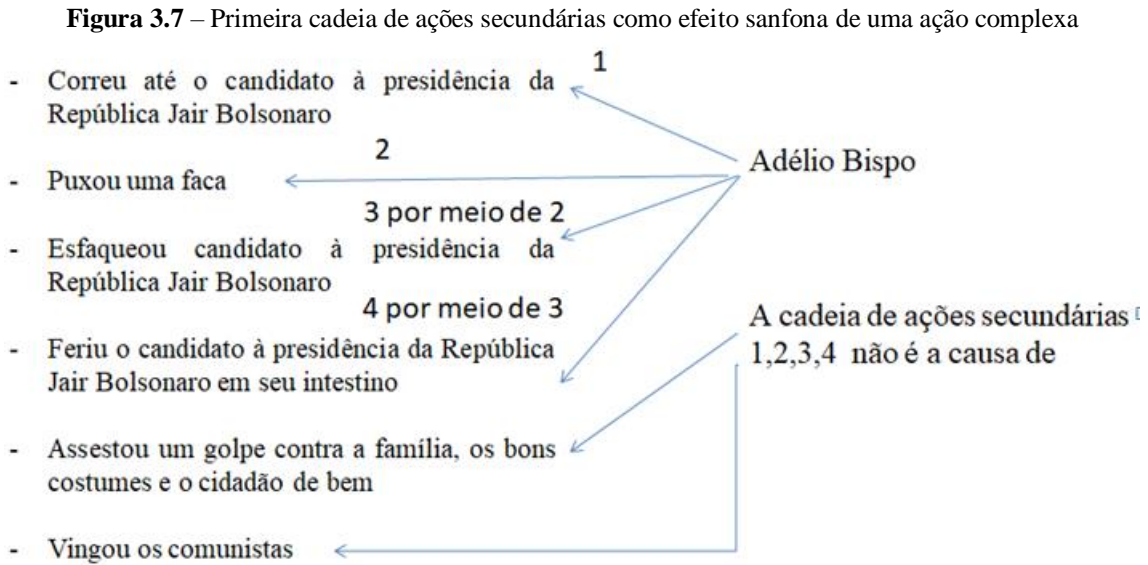 Figura 3.7 – Primeira cadeia de ações secundárias como efeito sanfona de uma ação complexa
1
- Correu até o candidato à presidência da
República Jair Bolsonaro
Adélio Bispo
2
- Puxou uma faca
3 por meio de 2
- Esfaqueou candidato à presidência da
República Jair Bolsonaro
4 por meio de 3
A cadeia de ações secundárias
1,2,3,4 não é a causa de
- Feriu o candidato à presidência da República
Jair Bolsonaro em seu intestino
- Assestou um golpe contra a família, os bons
costumes e o cidadão de bem
- Vingou os comunistas